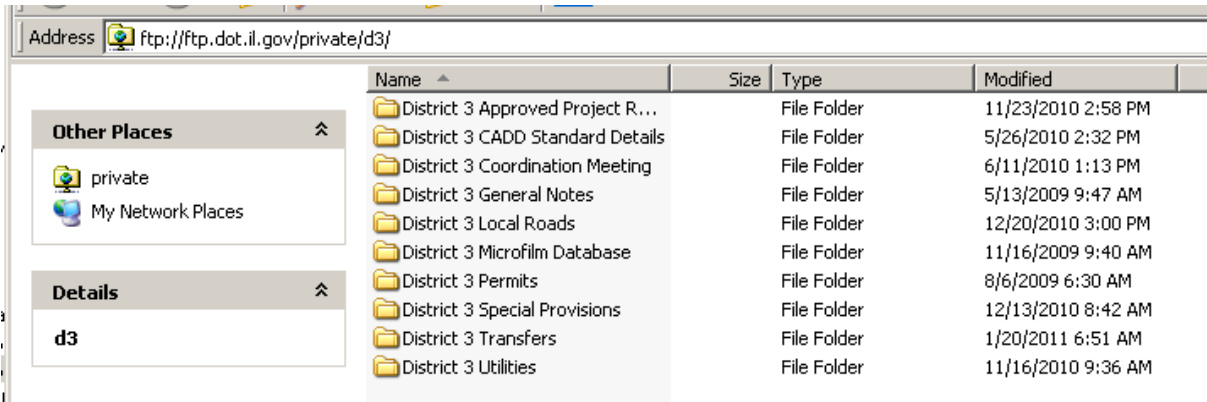 Address ftp://ftp.dot.il.gov/private/d3/
Other Places
private
My Network Places
Details
d3
Name Size Type Modified
District 3 Approved Project R... File Folder 11/23/2010 2:58 PM
District 3 CADD Standard Details File Folder 5/26/2010 2:32 PM
District 3 Coordination Meeting File Folder 6/11/2010 1:13 PM
District 3 General Notes File Folder 5/13/2009 9:47 AM
District 3 Local Roads File Folder 12/20/2010 3:00 PM
District 3 Microfilm Database File Folder 11/16/2009 9:40 AM
District 3 Permits File Folder 8/6/2009 6:30 AM
District 3 Special Provisions File Folder 12/13/2010 8:42 AM
District 3 Transfers File Folder 1/20/2011 6:51 AM
District 3 Utilities File Folder 11/16/2010 9:36 AM